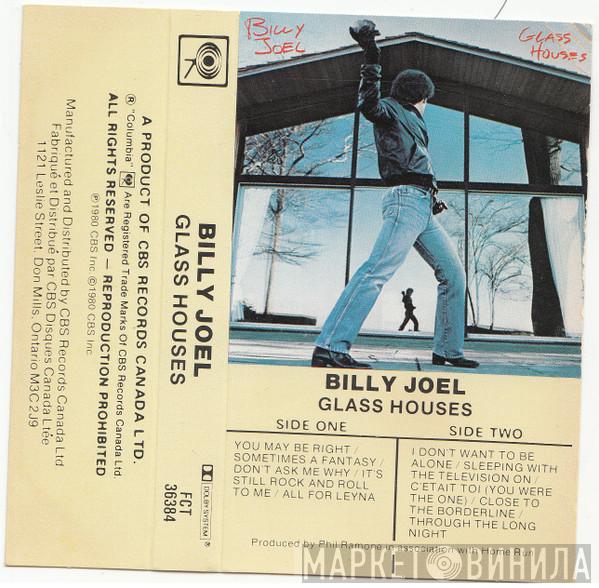 Manufactured and Distributed by CBS Records Canada Ltd
Fabriqué et Distribué par CBS Disques Canada Ltée
1121 Leslie Street, Don Mills, Ontario M3C 2J9
A PRODUCT OF CBS RECORDS CANADA LTD.
® "Columbia" Are Registered Trade Marks Of CBS Records Canada Ltd.
ALL RIGHTS RESERVED — REPRODUCTION PROHIBITED
℗1980 CBS Inc ©1980 CBS Inc
BILLY JOEL
GLASS HOUSES
DOLBY SYSTEM ®
FCT
36384
BILLY
JOEL
GLASS
HOUSES
BILLY JOEL
GLASS HOUSES
SIDE ONE
YOU MAY BE RIGHT /
SOMETIMES A FANTASY /
DON'T ASK ME WHY / IT'S
STILL ROCK AND ROLL
TO ME / ALL FOR LEYNA
SIDE TWO
I DON'T WANT TO BE
ALONE / SLEEPING WITH
THE TELEVISION ON /
C'ETAIT TOI (YOU WERE
THE ONE) / CLOSE TO
THE BORDERLINE /
THROUGH THE LONG
NIGHT
Produced by Phil Ramone in association with Home Run
МАРКЕТ ВИНИЛА